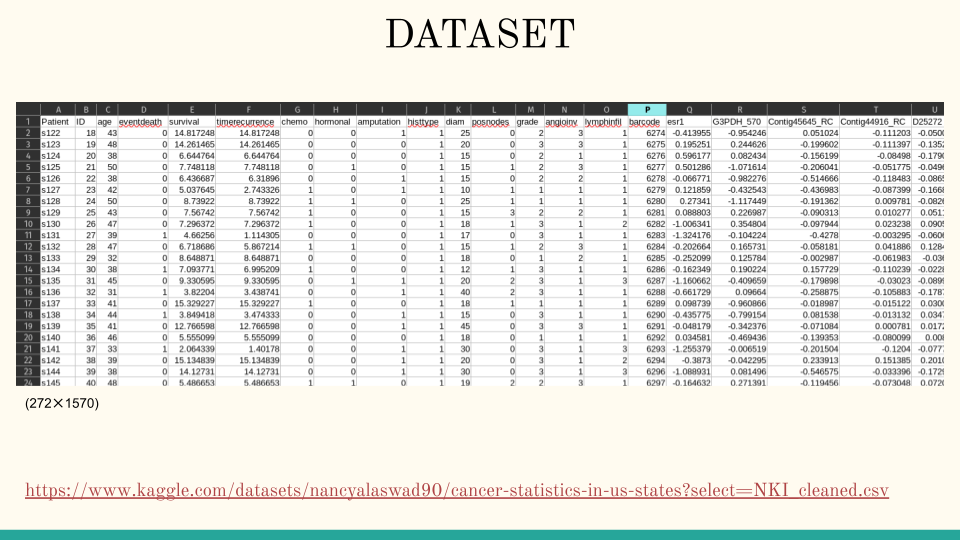 DATASET
A B C D E F G H I J K L M N O P Q R S T U
1 Patient ID age eventdeath survival timerecurrence chemo hormonal amputation histtype diam posnodes grade angioinv lymphinfil barcode esr1 G3PDH_570 Contig45645_RC Contig44916_RC D25272
2 s122 18 43 0 14.817248 14.817248 0 0 1 1 25 0 2 3 1 6274 -0.413955 -0.954246 0.051024 -0.111203 -0.0500
3 s123 19 48 0 14.261465 14.261465 0 0 0 1 20 0 3 3 1 6275 0.195251 0.244626 -0.199602 -0.111397 -0.1352
4 s124 20 38 0 6.644764 6.644764 0 0 0 1 15 0 2 1 1 6276 0.596177 0.082434 -0.156199 -0.08498 -0.1790
5 s125 21 50 0 7.748118 7.748118 0 1 0 1 15 1 2 3 1 6277 0.501286 -1.071614 -0.206041 -0.051775 -0.0496
6 s126 22 38 0 6.436687 6.31896 0 0 1 1 15 0 2 2 1 6278 -0.066771 -0.982276 -0.514666 -0.118483 -0.0865
7 s127 23 42 0 5.037645 2.743326 1 0 1 1 10 1 1 1 1 6279 0.121859 -0.432543 -0.436983 -0.087399 -0.1668
8 s128 24 50 0 8.73922 8.73922 1 1 0 1 25 1 1 1 1 6280 0.27341 -1.117449 -0.191362 0.009781 -0.0826
9 s129 25 43 0 7.56742 7.56742 1 0 0 1 15 3 2 2 1 6281 0.088803 0.226987 -0.090313 0.010277 0.0511
10 s130 26 47 0 7.296372 7.296372 1 0 0 1 18 1 3 1 2 6282 -1.006341 0.354804 -0.097944 0.023238 0.0905
11 s131 27 39 1 4.66256 1.114305 0 0 0 1 17 0 3 3 1 6283 -1.324176 -0.104224 -0.4278 -0.003295 -0.060
12 s132 28 47 0 6.718686 5.867214 1 1 0 1 15 1 2 3 1 6284 -0.202664 0.165731 -0.058181 0.041886 0.1284
13 s133 29 32 0 8.648871 8.648871 0 0 0 1 18 0 1 2 1 6285 -0.252099 0.125784 -0.002987 -0.061983 -0.036
14 s134 30 38 1 7.093771 6.995209 0 0 0 1 12 1 3 1 1 6286 -0.162349 0.190224 0.157729 -0.110239 -0.0228
15 s135 31 45 0 9.330595 9.330595 1 1 1 1 20 2 3 1 3 6287 -1.160662 -0.409659 -0.179898 -0.03023 -0.0895
16 s136 32 31 1 3.82204 3.438741 0 0 1 1 40 2 3 1 1 6288 -0.661729 0.09664 -0.258875 -0.105883 -0.1787
17 s137 33 41 0 15.329227 15.329227 1 0 0 1 18 1 1 1 1 6289 0.098739 -0.960866 -0.018987 -0.015122 0.0300
18 s138 34 44 1 3.849418 3.474333 0 0 0 1 15 0 3 1 1 6290 -0.435775 -0.799154 0.081538 -0.013132 0.0347
19 s139 35 41 0 12.766598 12.766598 0 0 1 1 45 0 3 3 1 6291 -0.048179 -0.342376 -0.071084 0.000781 0.0172
20 s140 36 46 0 5.555099 5.555099 0 0 1 1 18 0 2 1 1 6292 0.034581 -0.469436 -0.139353 -0.080099 0.008
21 s141 37 33 1 2.064339 1.40178 0 0 1 1 30 0 3 1 3 6293 -1.255379 -0.006519 -0.201504 -0.1204 -0.077
22 s142 38 39 0 15.134839 15.134839 0 0 1 1 20 0 3 1 2 6294 -0.3873 -0.042295 0.233913 0.151385 0.2010
23 s144 39 38 0 14.12731 14.12731 0 0 1 1 30 0 3 1 3 6296 -1.088931 0.081496 -0.546575 -0.033396 -0.1729
24 s145 40 48 0 5.486653 5.486653 1 1 0 1 19 2 2 3 1 6297 -0.164632 0.271391 -0.119456 -0.073048 0.0720
(272×1570)
https://www.kaggle.com/datasets/nancyalaswad90/cancer-statistics-in-us-states?select=NKI_cleaned.csv